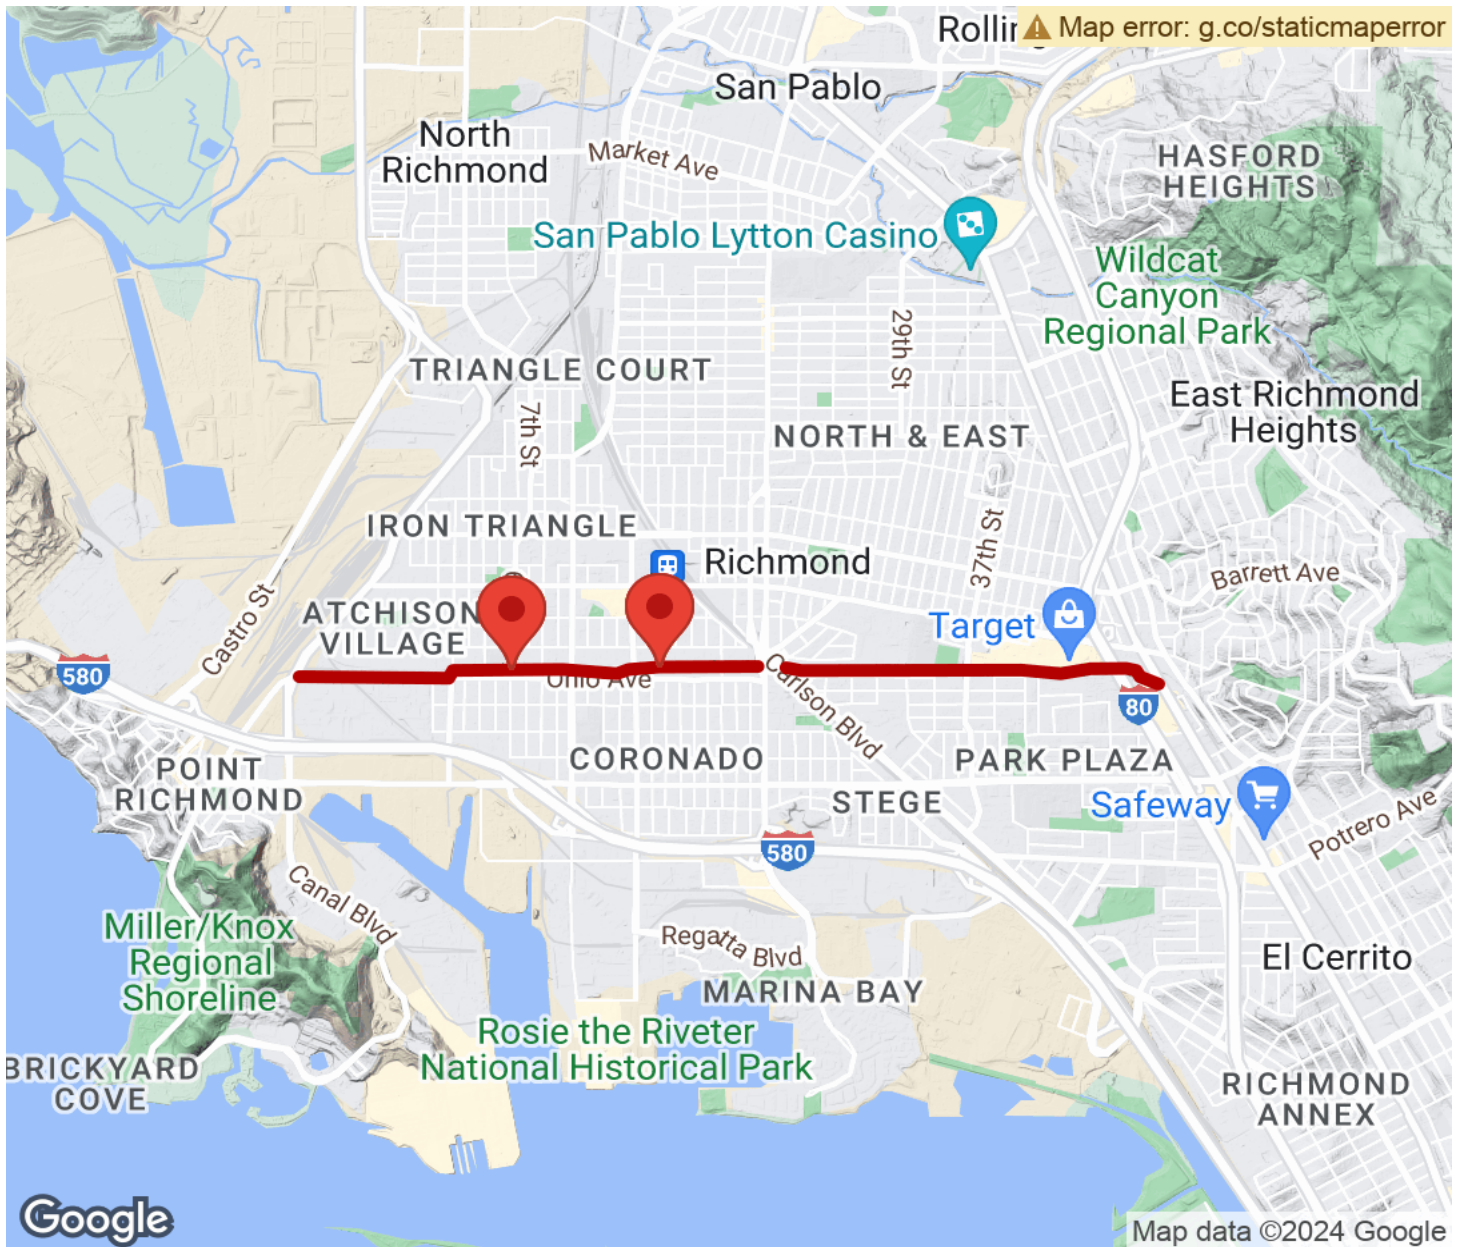 Rollin
Map error: g.co/staticmaperror
San Pablo
North
Richmond
Market Ave
HASFORD
HEIGHTS
San Pablo Lytton Casino
Wildcat
Canyon
Regional Park
29th St
TRIANGLE COURT
7th St
East Richmond
Heights
NORTH & EAST
IRON TRIANGLE
37th St
Richmond
Barrett Ave
Castro St
ATCHISON
VILLAGE
Target
580
Ohio Ave
Carlson Blvd
80
POINT
RICHMOND
CORONADO
PARK PLAZA
STEGE
Safeway
Potrero Ave
580
Canal Blvd
Miller/Knox
Regional
Shoreline
Regatta Blvd
El Cerrito
MARINA BAY
Rosie the Riveter
National Historical Park
BRICKYARD
COVE
RICHMOND
ANNEX
Google
Map data ©2024 Google